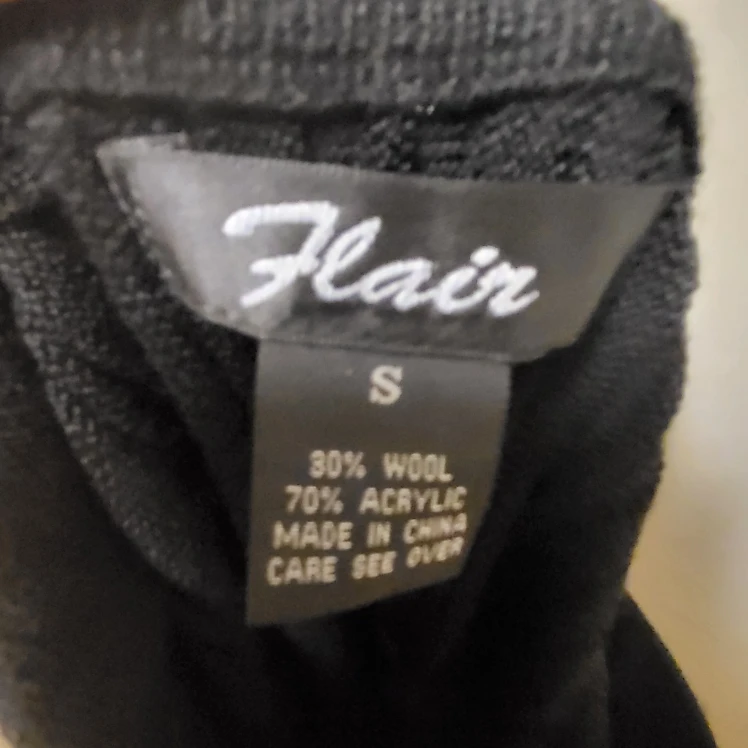 Flair
S
30% WOOL
70% ACRYLIC
MADE IN CHINA
CARE SEE OVER